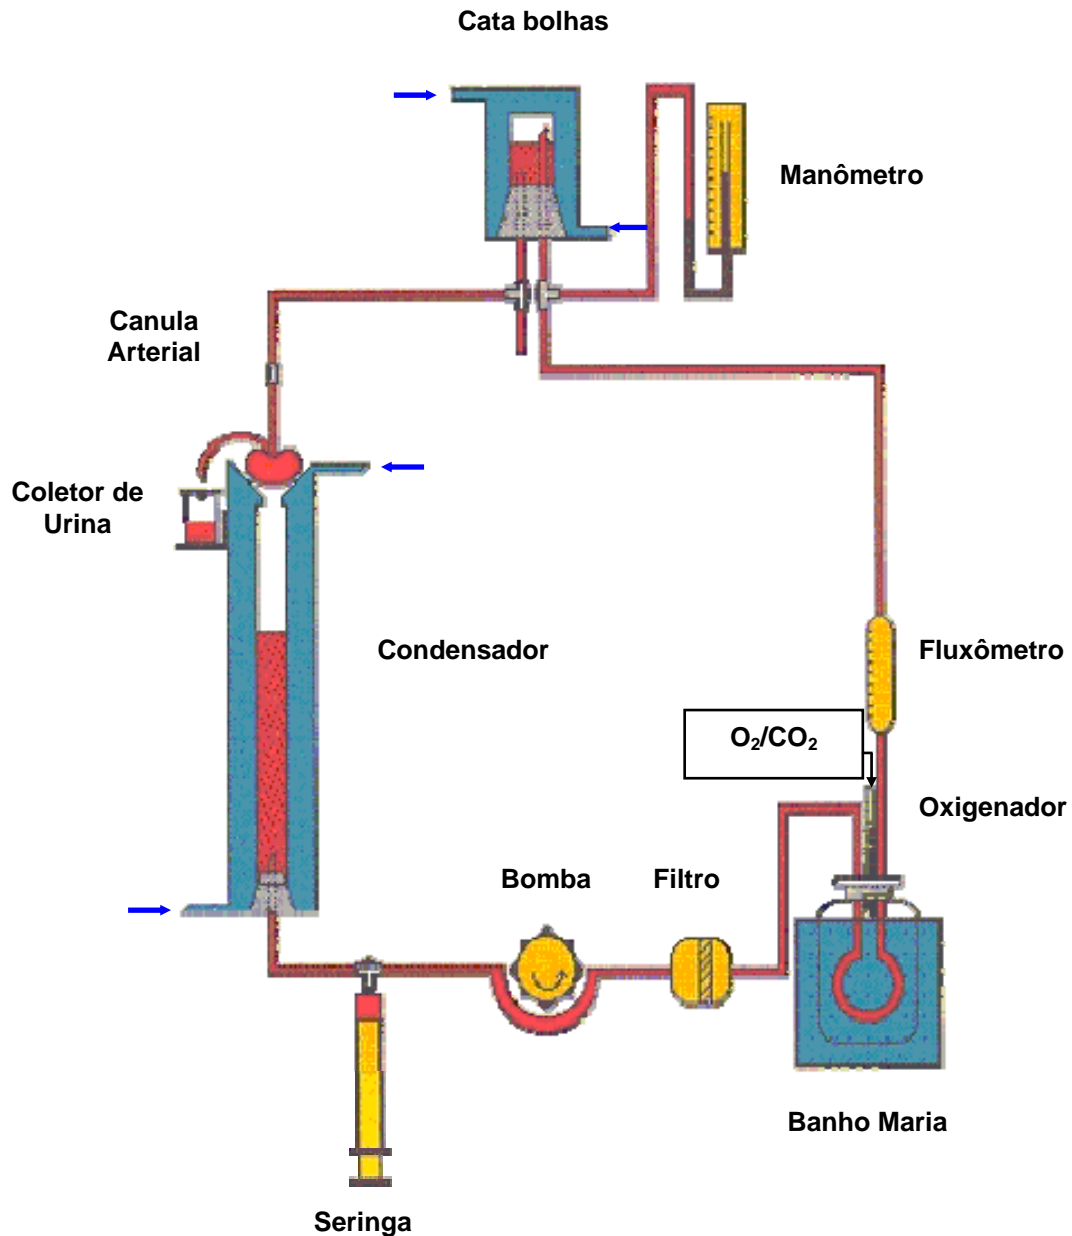 Cata bolhas
Manômetro
Canula
Arterial
Coletor de
Urina
Condensador
Fluxômetro
O₂/CO₂
Oxigenador
Bomba
Filtro
Banho Maria
Seringa